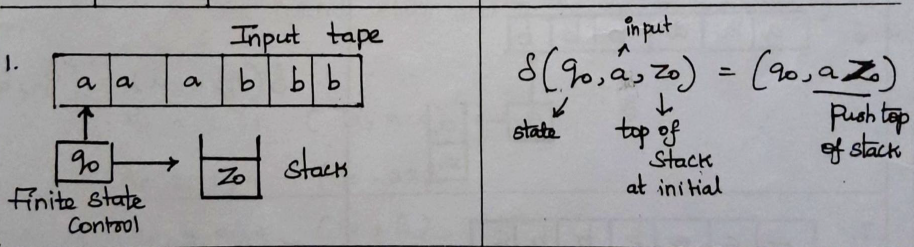 1.
Input tape
a a a b b b
q0
Z0
stack
Finite state
Control
input
δ(q0, a, Z0) = (q0, a Z0)
state
top of
stack
at initial
Push top
of stack